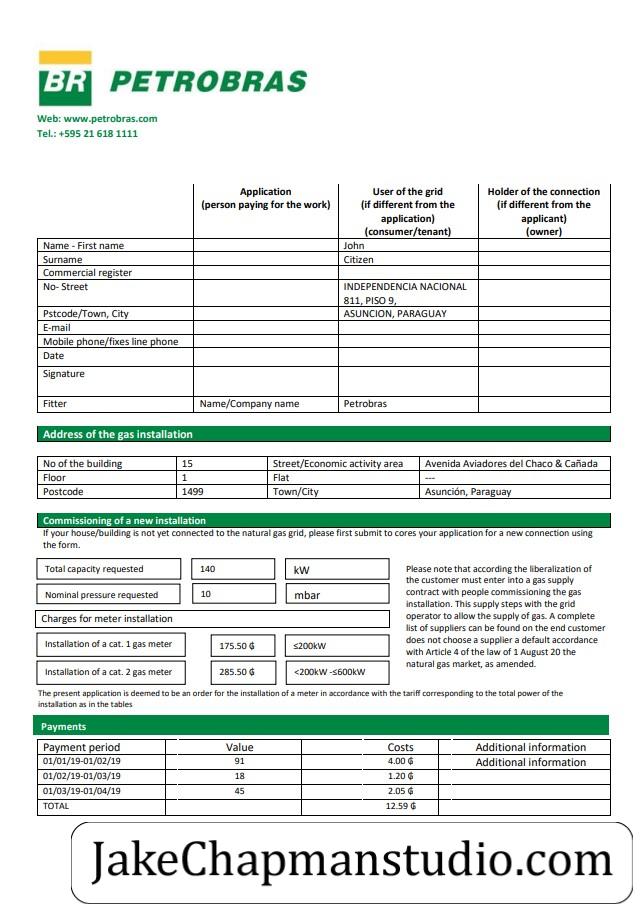 BR PETROBRAS
Web: www.petrobras.com
Tel.: +595 21 618 1111
Application
(person paying for the work)
User of the grid
(if different from the
application)
(consumer/tenant)
Holder of the connection
(if different from the
applicant)
(owner)
Name - First name John
Surname Citizen
Commercial register
No- Street INDEPENDENCIA NACIONAL
811, PISO 9,
Pstcode/Town, City ASUNCION, PARAGUAY
E-mail
Mobile phone/fixes line phone
Date
Signature
Fitter Name/Company name Petrobras
Address of the gas installation
No of the building 15 Street/Economic activity area Avenida Aviadores del Chaco & Cañada
Floor 1 Flat ---
Postcode 1499 Town/City Asunción, Paraguay
Commissioning of a new installation
If your house/building is not yet connected to the natural gas grid, please first submit to cores your application for a new connection using
the form.
Total capacity requested 140 kW
Nominal pressure requested 10 mbar
Charges for meter installation
Installation of a cat. 1 gas meter 175.50 ₲ ≤200kW
Installation of a cat. 2 gas meter 285.50 ₲ <200kW -≤600kW
Please note that according the liberalization of
the customer must enter into a gas supply
contract with people commissioning the gas
installation. This supply steps with the grid
operator to allow the supply of gas. A complete
list of suppliers can be found on the end customer
does not choose a supplier a default accordance
with Article 4 of the law of 1 August 20 the
natural gas market, as amended.
The present application is deemed to be an order for the installation of a meter in accordance with the tariff corresponding to the total power of the
installation as in the tables
Payments
Payment period Value Costs Additional information
01/01/19-01/02/19 91 4.00 ₲ Additional information
01/02/19-01/03/19 18 1.20 ₲
01/03/19-01/04/19 45 2.05 ₲
TOTAL 12.59 ₲
JakeChapmanstudio.com